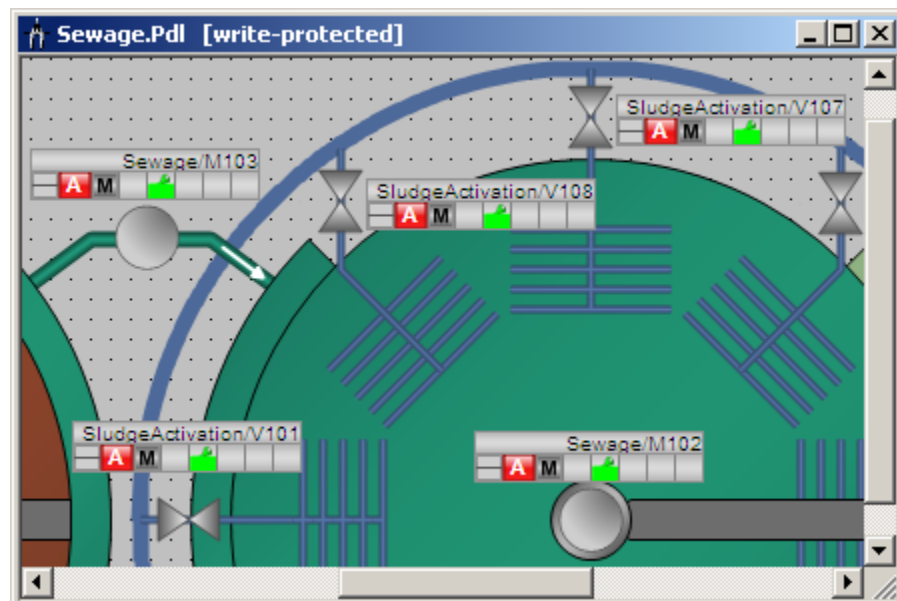 Sewage.Pdl [write-protected]
SludgeActivation/V107
A M
Sewage/M103
A M
SludgeActivation/V108
A M
SludgeActivation/V101
A M
Sewage/M102
A M